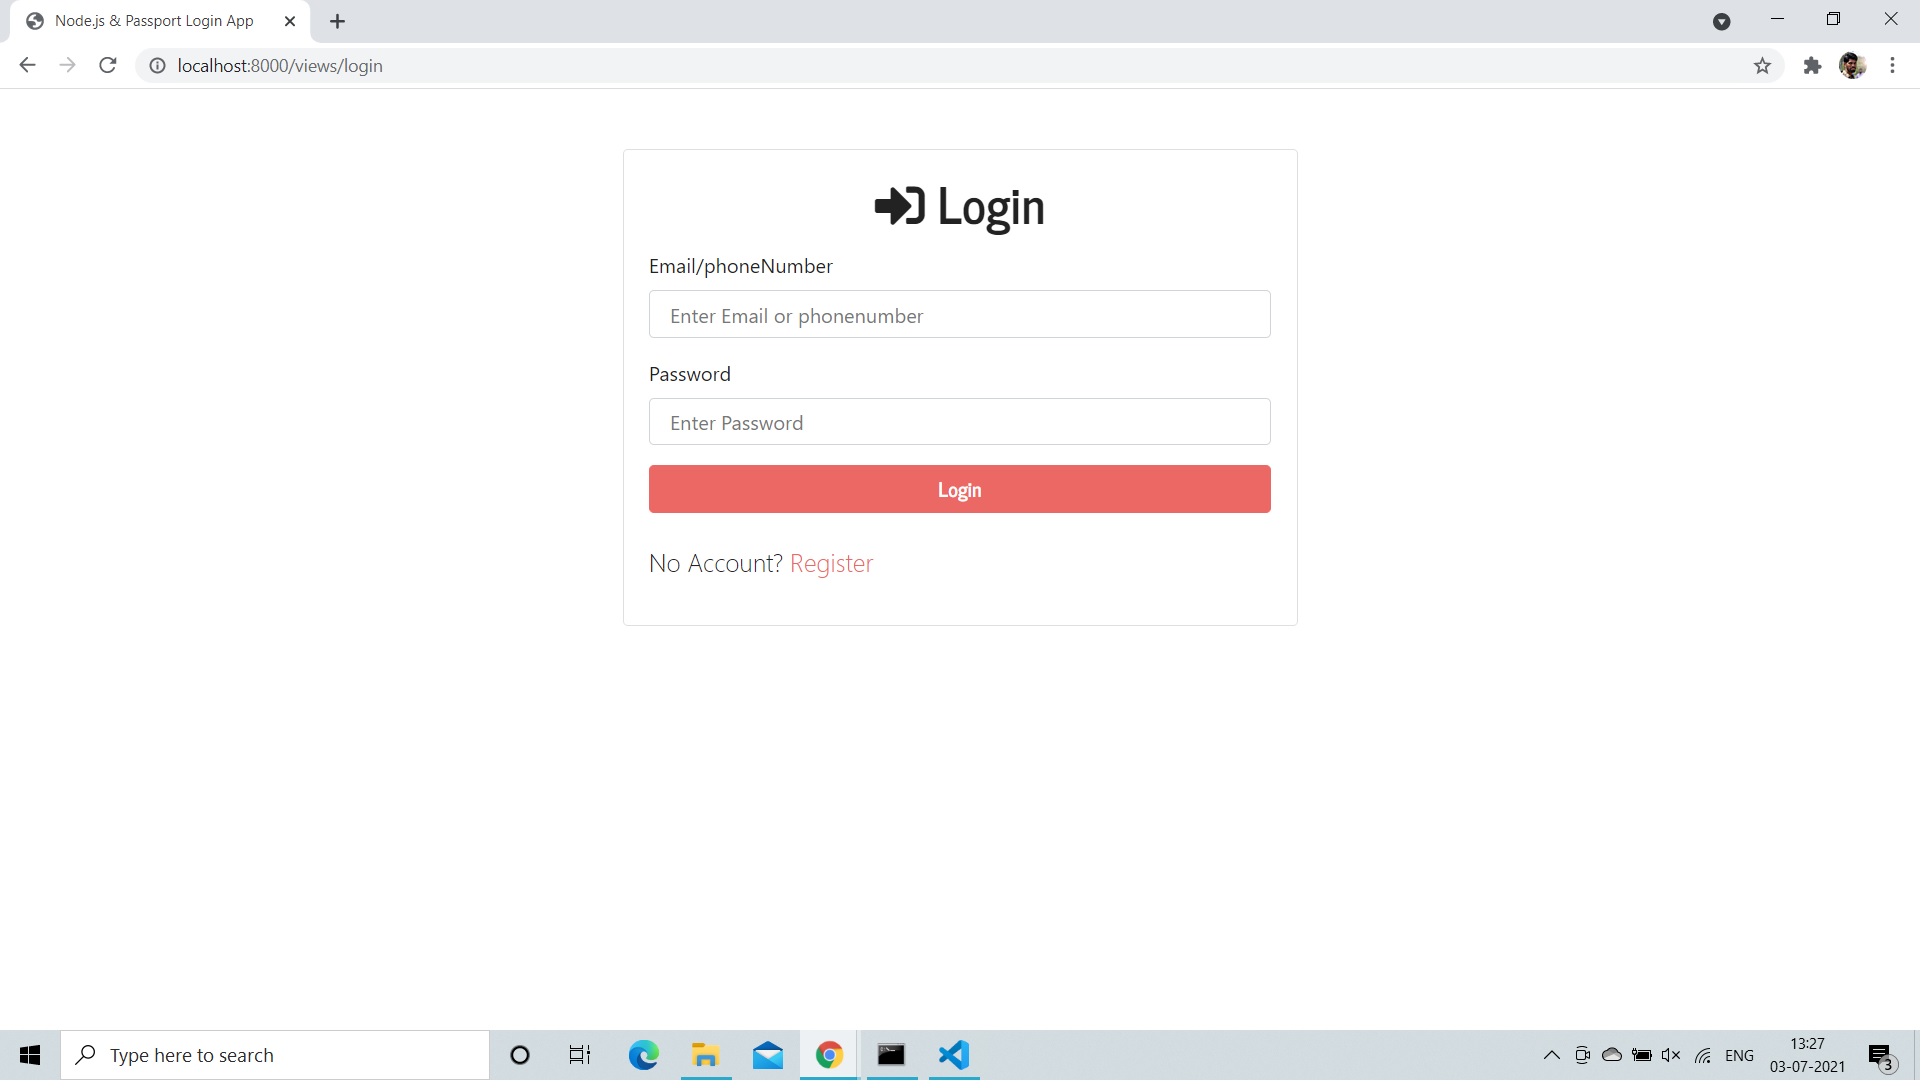 Node.js & Passport Login App
localhost:8000/views/login
Login
Email/phoneNumber
Enter Email or phonenumber
Password
Enter Password
Login
No Account? Register
Type here to search
ENG
13:27
03-07-2021
3